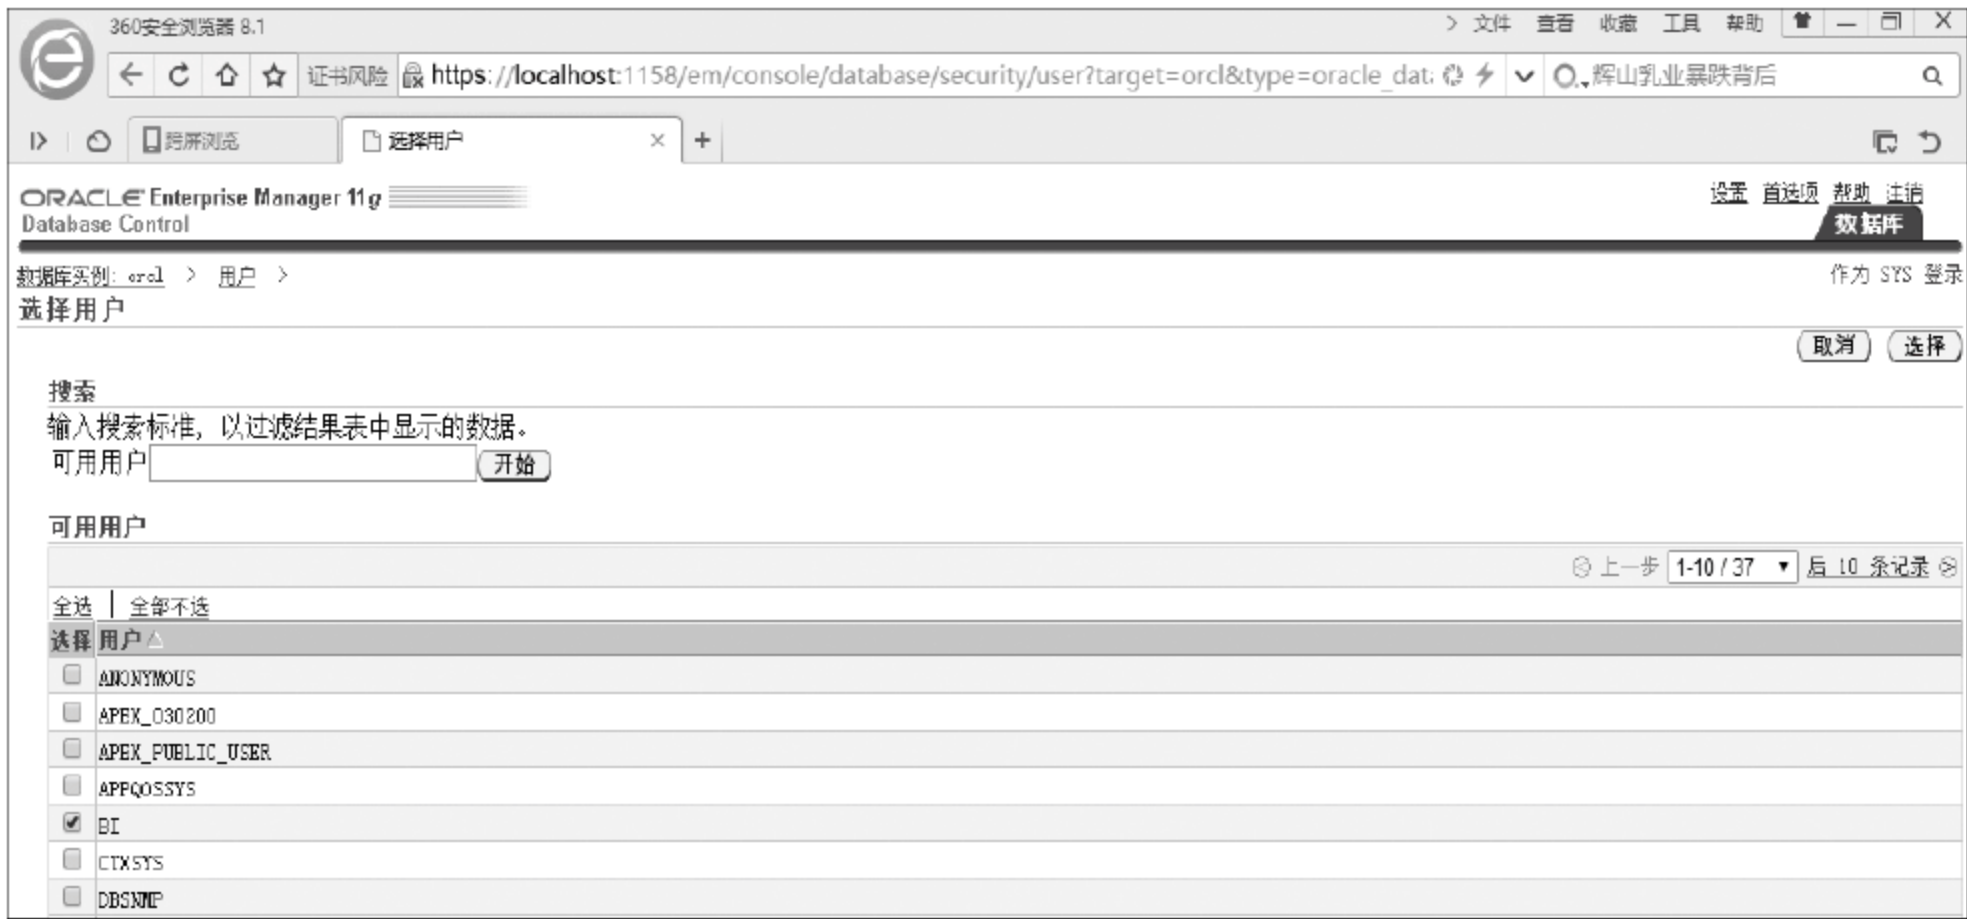 360安全浏览器 8.1
文件 查看 收藏 工具 帮助
证书风险 https://localhost:1158/em/console/database/security/user?target=orcl&type=oracle_data
辉山乳业暴跌背后
跨屏浏览
选择用户
ORACLE Enterprise Manager 11g
Database Control
设置 首选项 帮助 注销
数据库
数据库实例: orcl > 用户 >
作为 SYS 登录
选择用户
取消 选择
搜索
输入搜索标准, 以过滤结果表中显示的数据。
可用用户 开始
可用用户
上一步 1-10 / 37 后 10 条记录
全选 | 全部不选
选择 用户
ANONYMOUS
APEX_030200
APEX_PUBLIC_USER
APPQOSSYS
BI
CTXSYS
DBSNMP